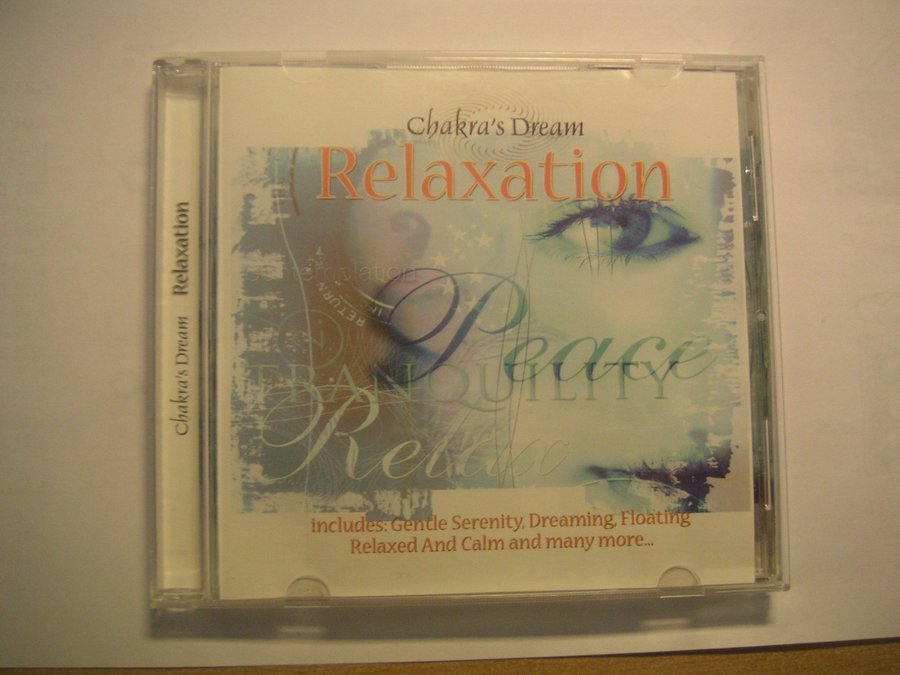 Chakra's Dream
Relaxation
Peace
TRANQUILITY
Relax
RETURN
includes: Gentle Serenity, Dreaming, Floating
Relaxed And Calm and many more...
Chakra's Dream Relaxation